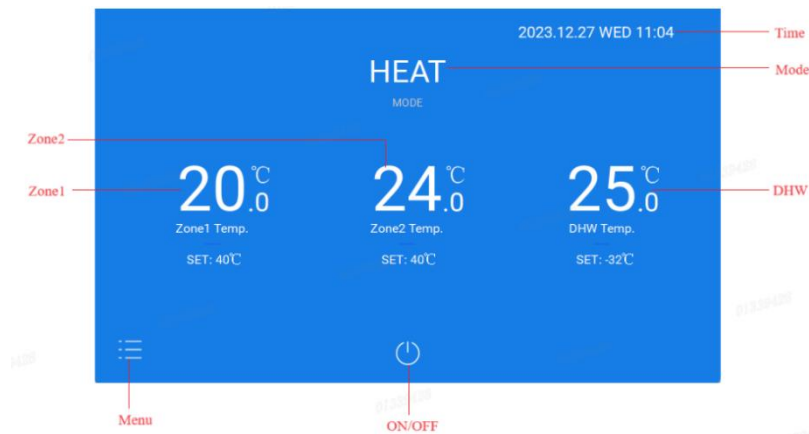 2023.12.27 WED 11:04
Time
HEAT
Mode
MODE
Zone2
Zone1
20.0℃
24.0℃
25.0℃
DHW
Zone1 Temp.
Zone2 Temp.
DHW Temp.
SET: 40℃
SET: 40℃
SET: -32℃
Menu
ON/OFF